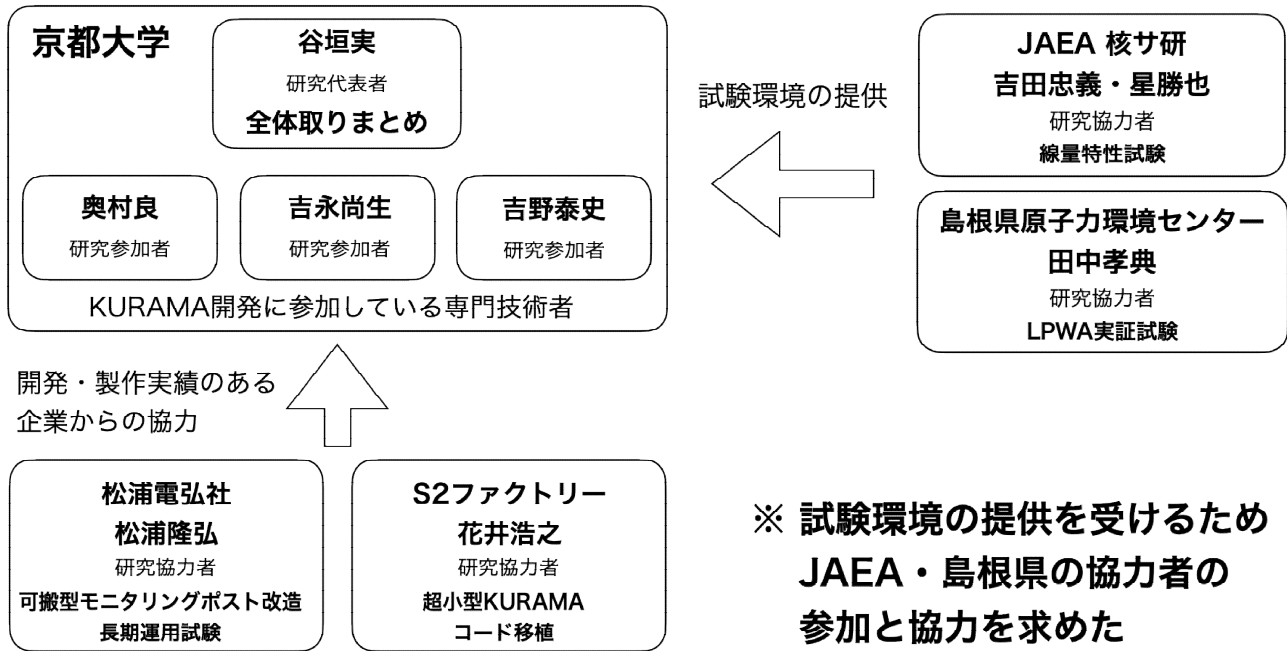 京都大学
谷垣実
研究代表者
全体取りまとめ
奥村良
研究参加者
吉永尚生
研究参加者
吉野泰史
研究参加者
KURAMA開発に参加している専門技術者
試験環境の提供
JAEA 核サ研
吉田忠義・星勝也
研究協力者
線量特性試験
島根県原子力環境センター
田中孝典
研究協力者
LPWA実証試験
開発・製作実績のある
企業からの協力
松浦電弘社
松浦隆弘
研究協力者
可搬型モニタリングポスト改造
長期運用試験
S2ファクトリー
花井浩之
研究協力者
超小型KURAMA
コード移植
※ 試験環境の提供を受けるため
JAEA・島根県の協力者の
参加と協力を求めた